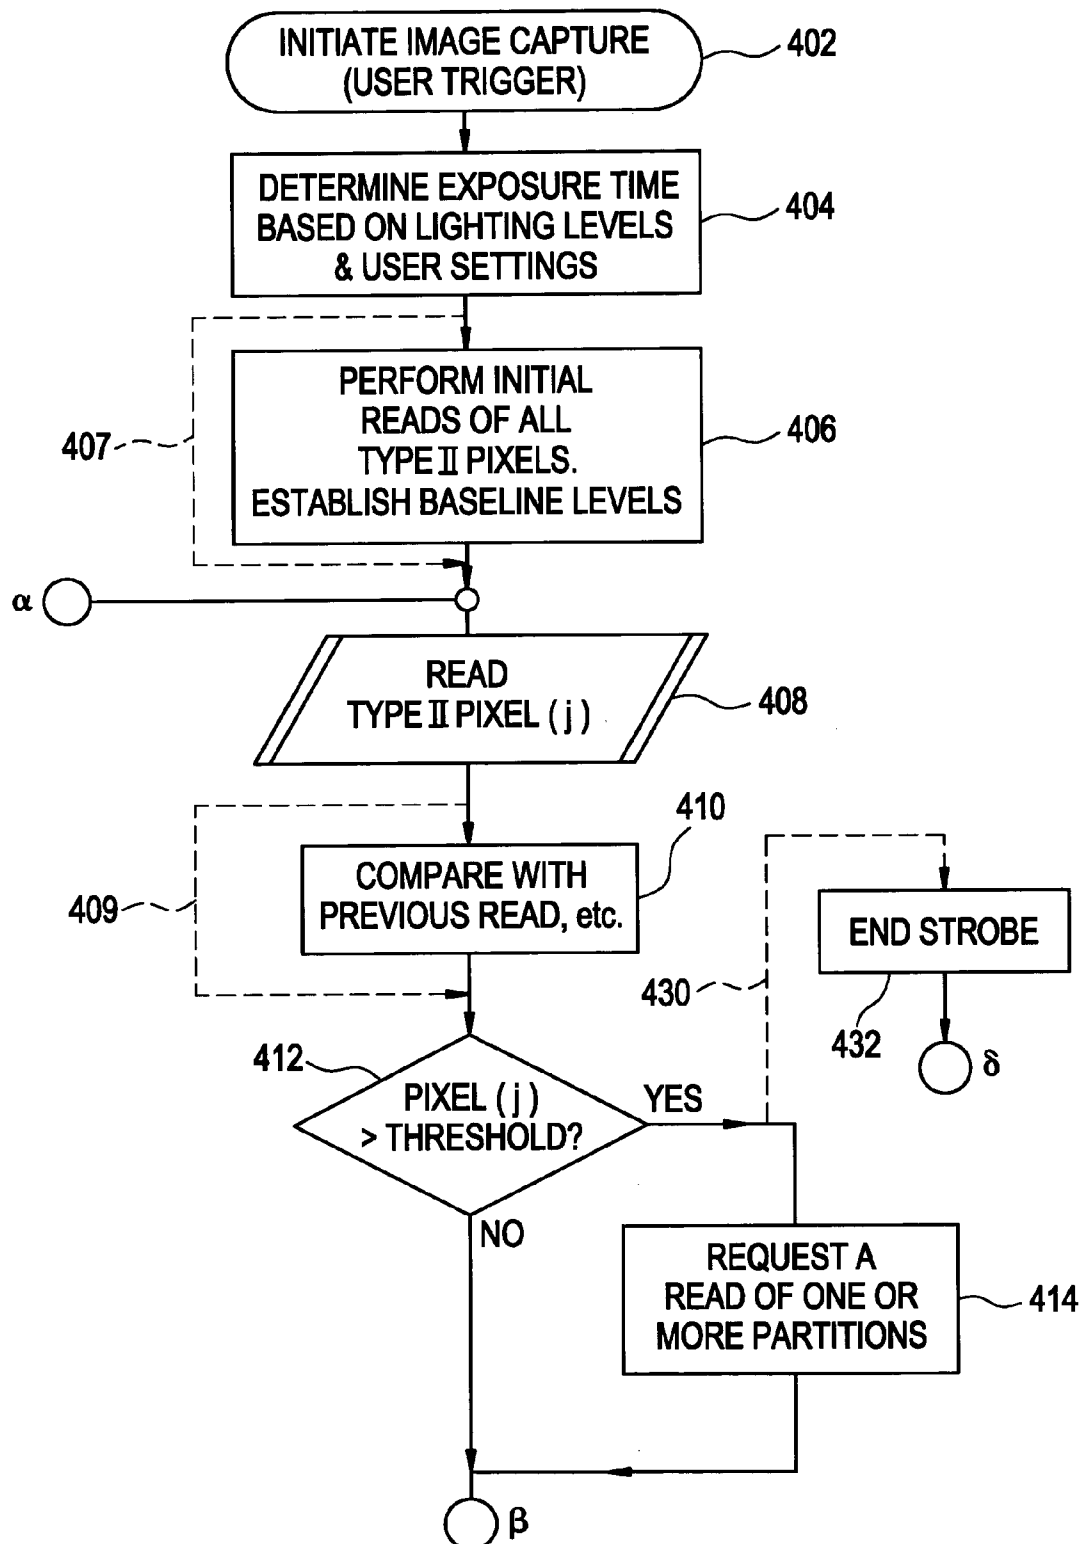 INITIATE IMAGE CAPTURE
(USER TRIGGER)
402
DETERMINE EXPOSURE TIME
BASED ON LIGHTING LEVELS
& USER SETTINGS
404
PERFORM INITIAL
READS OF ALL
TYPE II PIXELS.
ESTABLISH BASELINE LEVELS
406
407
α
READ
TYPE II PIXEL ( j )
408
409
COMPARE WITH
PREVIOUS READ, etc.
410
430
END STROBE
432
δ
412
PIXEL ( j )
> THRESHOLD?
YES
NO
REQUEST A
READ OF ONE OR
MORE PARTITIONS
414
β